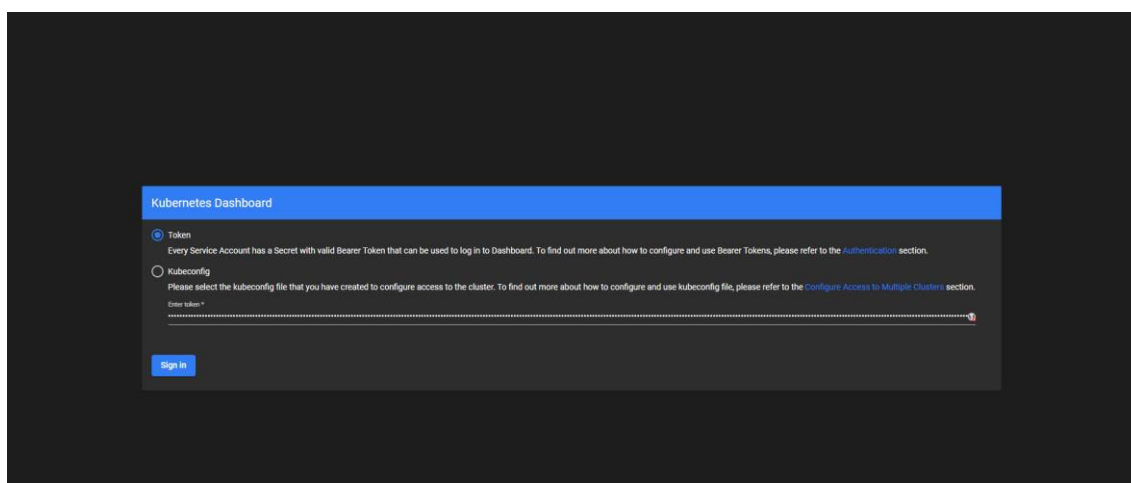 Kubernetes Dashboard
Token
Every Service Account has a Secret with valid Bearer Token that can be used to log in to Dashboard. To find out more about how to configure and use Bearer Tokens, please refer to the Authentication section.
Kubeconfig
Please select the kubeconfig file that you have created to configure access to the cluster. To find out more about how to configure and use kubeconfig file, please refer to the Configure Access to Multiple Clusters section.
Enter token *
Sign in